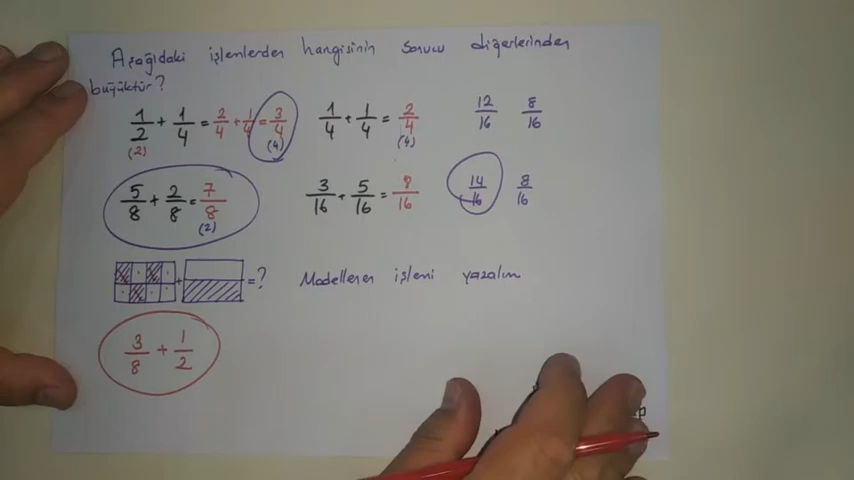 Aşağıdaki işlemlerden hangisinin sonucu diğerlerinden
büyüktür?
1/2 + 1/4 = 2/4 + 1/4 = 3/4
(2) (4)
1/4 + 1/4 = 2/4
(4)
12/16 8/16
5/8 + 2/8 = 7/8
(2)
3/16 + 5/16 = 8/16
14/16 8/16
+ = ? Modellenen işlemi yazalım
3/8 + 1/2